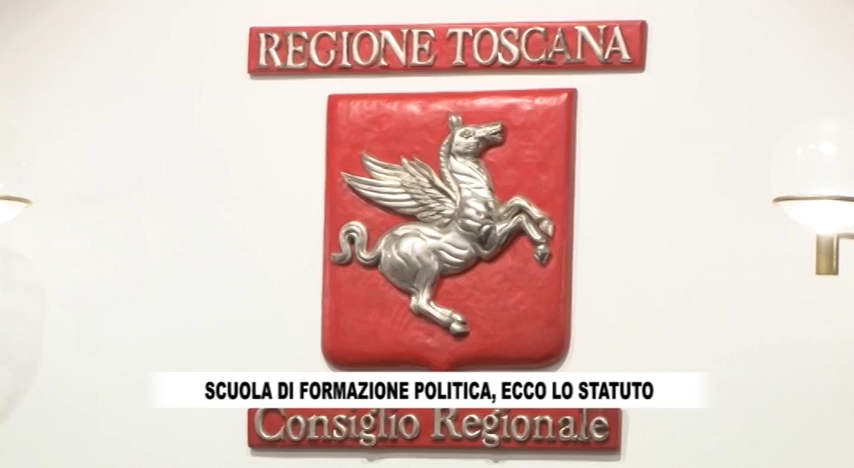 REGIONE TOSCANA
SCUOLA DI FORMAZIONE POLITICA, ECCO LO STATUTO
Consiglio Regionale